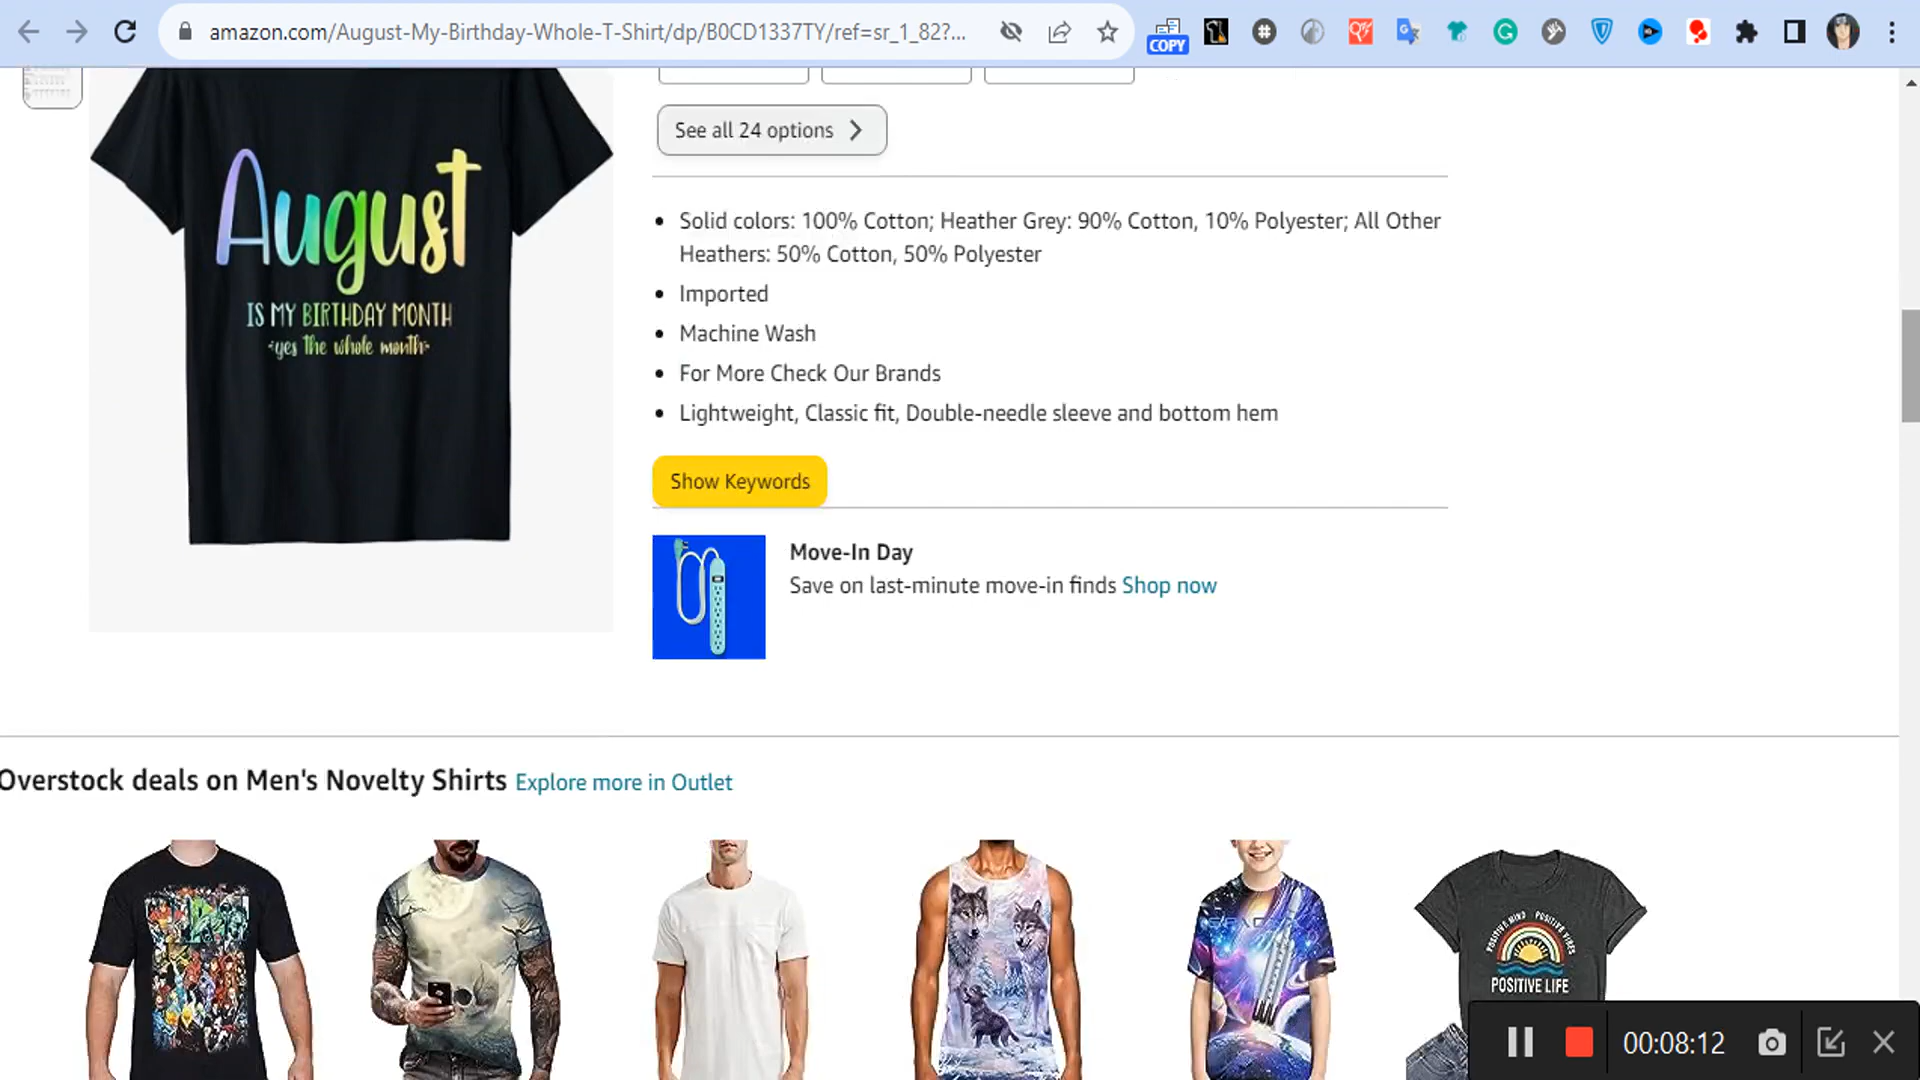 amazon.com/August-My-Birthday-Whole-T-Shirt/dp/B0CD1337TY/ref=sr_1_82?...
COPY
See all 24 options
August
IS MY BIRTHDAY MONTH
yes the whole month
Solid colors: 100% Cotton; Heather Grey: 90% Cotton, 10% Polyester; All Other
Heathers: 50% Cotton, 50% Polyester
Imported
Machine Wash
For More Check Our Brands
Lightweight, Classic fit, Double-needle sleeve and bottom hem
Show Keywords
Move-In Day
Save on last-minute move-in finds Shop now
Overstock deals on Men's Novelty Shirts Explore more in Outlet
POSITIVE MIND POSITIVE VIBES
POSITIVE LIFE
00:08:12